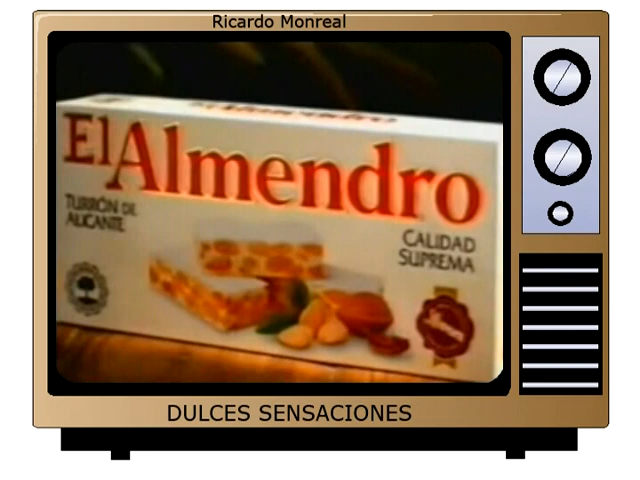 Ricardo Monreal
El Almendro
TURRÓN DE
ALICANTE
CALIDAD
SUPREMA
DULCES SENSACIONES